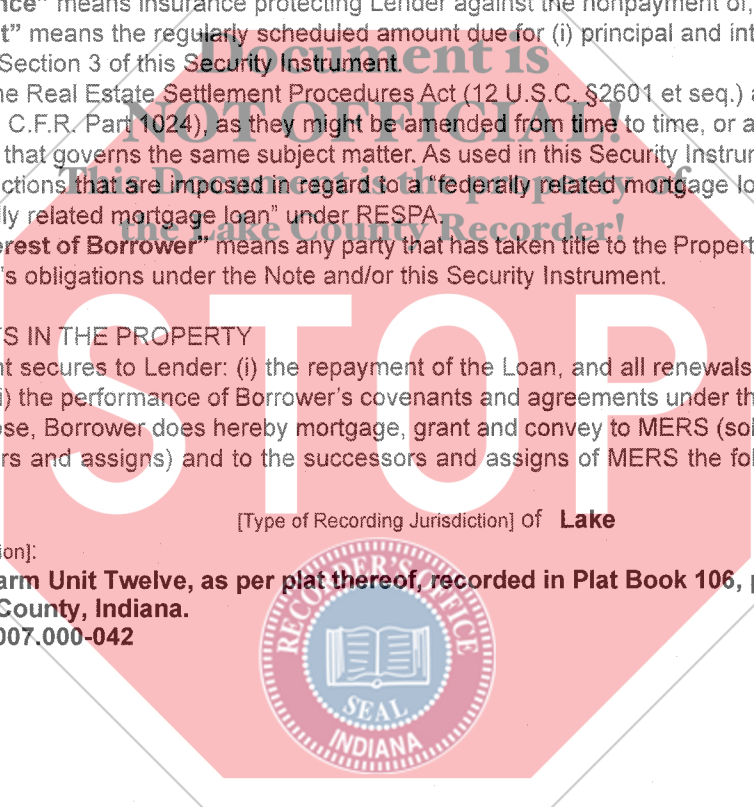 nce" means insurance protecting Lender against the nonpayment of,
t" means the regularly scheduled amount due for (i) principal and int
Section 3 of this Security Instrument.
he Real Estate Settlement Procedures Act (12 U.S.C. §2601 et seq.) a
C.F.R. Part 1024), as they might be amended from time to time, or a
that governs the same subject matter. As used in this Security Instrur
ctions that are imposed in regard to a "federally related mortgage lo
lly related mortgage loan" under RESPA.
erest of Borrower" means any party that has taken title to the Propert
's obligations under the Note and/or this Security Instrument.
Document is
NOT OFFICIAL!
This Document is the property of
the Lake County Recorder!
STOP
TS IN THE PROPERTY
nt secures to Lender: (i) the repayment of the Loan, and all renewals
i) the performance of Borrower's covenants and agreements under th
ose, Borrower does hereby mortgage, grant and convey to MERS (sol
rs and assigns) and to the successors and assigns of MERS the fol
[Type of Recording Jurisdiction] of Lake
ion]:
arm Unit Twelve, as per plat thereof, recorded in Plat Book 106, p
County, Indiana.
007.000-042
RECORDER'S OFFICE
SEAL
INDIANA